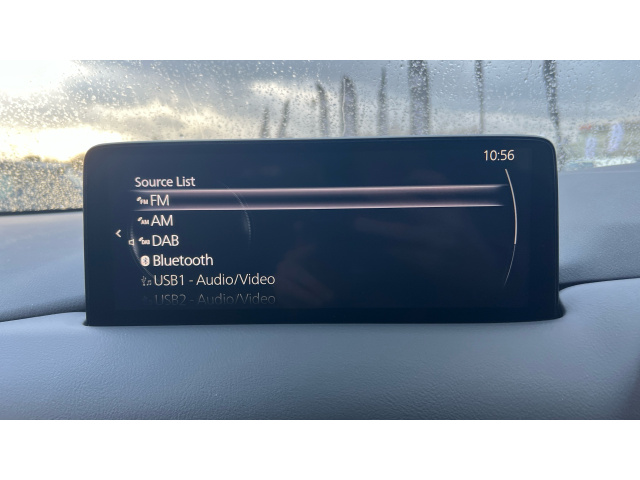 10:56
Source List
FM
AM
DAB
Bluetooth
USB1 - Audio/Video
USB2 - Audio/Video